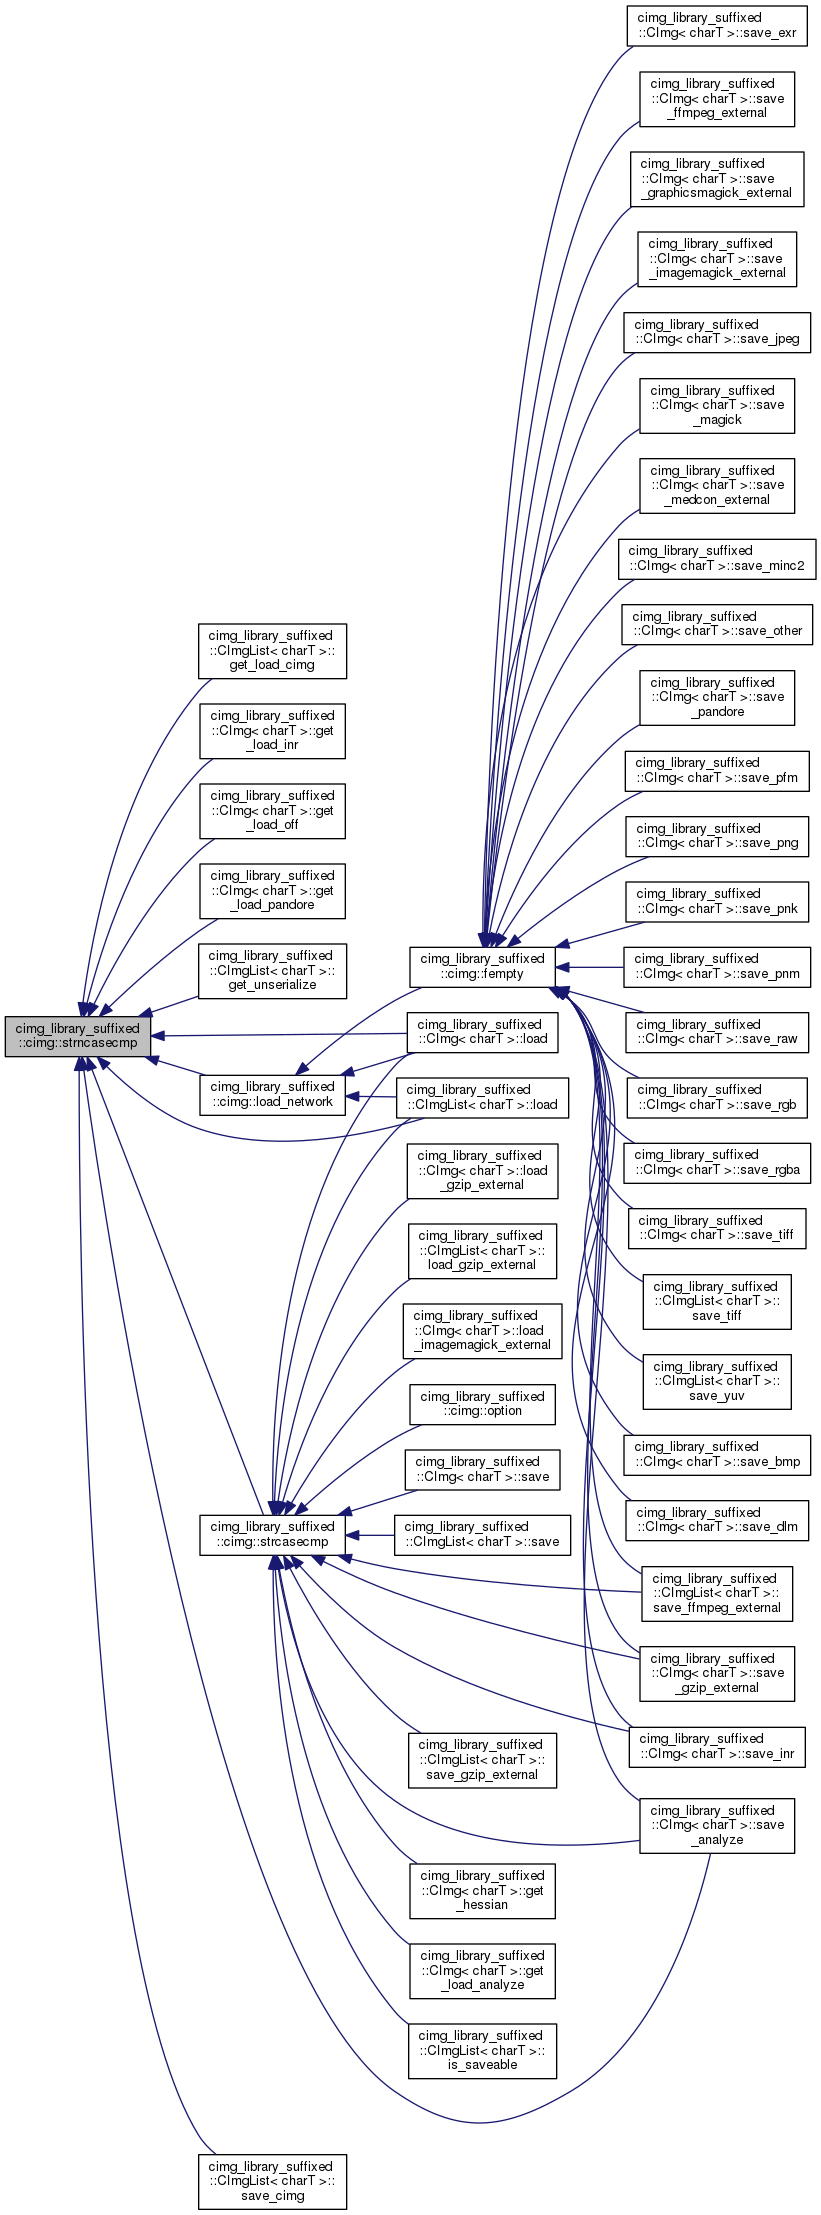 cimg_library_suffixed
::cimg::strncasecmp
cimg_library_suffixed
::CImgList< charT >::
get_load_cimg
cimg_library_suffixed
::CImg< charT >::get
_load_inr
cimg_library_suffixed
::CImg< charT >::get
_load_off
cimg_library_suffixed
::CImg< charT >::get
_load_pandore
cimg_library_suffixed
::CImgList< charT >::
get_unserialize
cimg_library_suffixed
::cimg::load_network
cimg_library_suffixed
::cimg::strcasecmp
cimg_library_suffixed
::CImgList< charT >::
save_cimg
cimg_library_suffixed
::cimg::fempty
cimg_library_suffixed
::CImg< charT >::load
cimg_library_suffixed
::CImgList< charT >::load
cimg_library_suffixed
::CImg< charT >::load
_gzip_external
cimg_library_suffixed
::CImgList< charT >::
load_gzip_external
cimg_library_suffixed
::CImg< charT >::load
_imagemagick_external
cimg_library_suffixed
::cimg::option
cimg_library_suffixed
::CImg< charT >::save
cimg_library_suffixed
::CImgList< charT >::save
cimg_library_suffixed
::CImgList< charT >::
save_gzip_external
cimg_library_suffixed
::CImg< charT >::get
_hessian
cimg_library_suffixed
::CImg< charT >::get
_load_analyze
cimg_library_suffixed
::CImgList< charT >::
is_saveable
cimg_library_suffixed
::CImg< charT >::save_exr
cimg_library_suffixed
::CImg< charT >::save
_ffmpeg_external
cimg_library_suffixed
::CImg< charT >::save
_graphicsmagick_external
cimg_library_suffixed
::CImg< charT >::save
_imagemagick_external
cimg_library_suffixed
::CImg< charT >::save_jpeg
cimg_library_suffixed
::CImg< charT >::save
_magick
cimg_library_suffixed
::CImg< charT >::save
_medcon_external
cimg_library_suffixed
::CImg< charT >::save_minc2
cimg_library_suffixed
::CImg< charT >::save_other
cimg_library_suffixed
::CImg< charT >::save
_pandore
cimg_library_suffixed
::CImg< charT >::save_pfm
cimg_library_suffixed
::CImg< charT >::save_png
cimg_library_suffixed
::CImg< charT >::save_pnk
cimg_library_suffixed
::CImg< charT >::save_pnm
cimg_library_suffixed
::CImg< charT >::save_raw
cimg_library_suffixed
::CImg< charT >::save_rgb
cimg_library_suffixed
::CImg< charT >::save_rgba
cimg_library_suffixed
::CImg< charT >::save_tiff
cimg_library_suffixed
::CImgList< charT >::
save_tiff
cimg_library_suffixed
::CImgList< charT >::
save_yuv
cimg_library_suffixed
::CImg< charT >::save_bmp
cimg_library_suffixed
::CImg< charT >::save_dlm
cimg_library_suffixed
::CImgList< charT >::
save_ffmpeg_external
cimg_library_suffixed
::CImg< charT >::save
_gzip_external
cimg_library_suffixed
::CImg< charT >::save_inr
cimg_library_suffixed
::CImg< charT >::save
_analyze